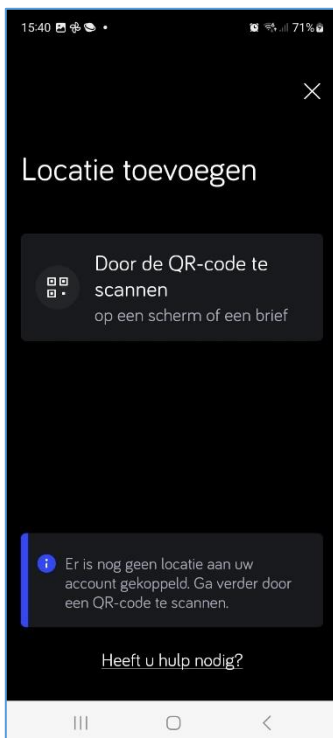 15:40 71%
Locatie toevoegen
Door de QR-code te
scannen
op een scherm of een brief
Er is nog geen locatie aan uw
account gekoppeld. Ga verder door
een QR-code te scannen.
Heeft u hulp nodig?